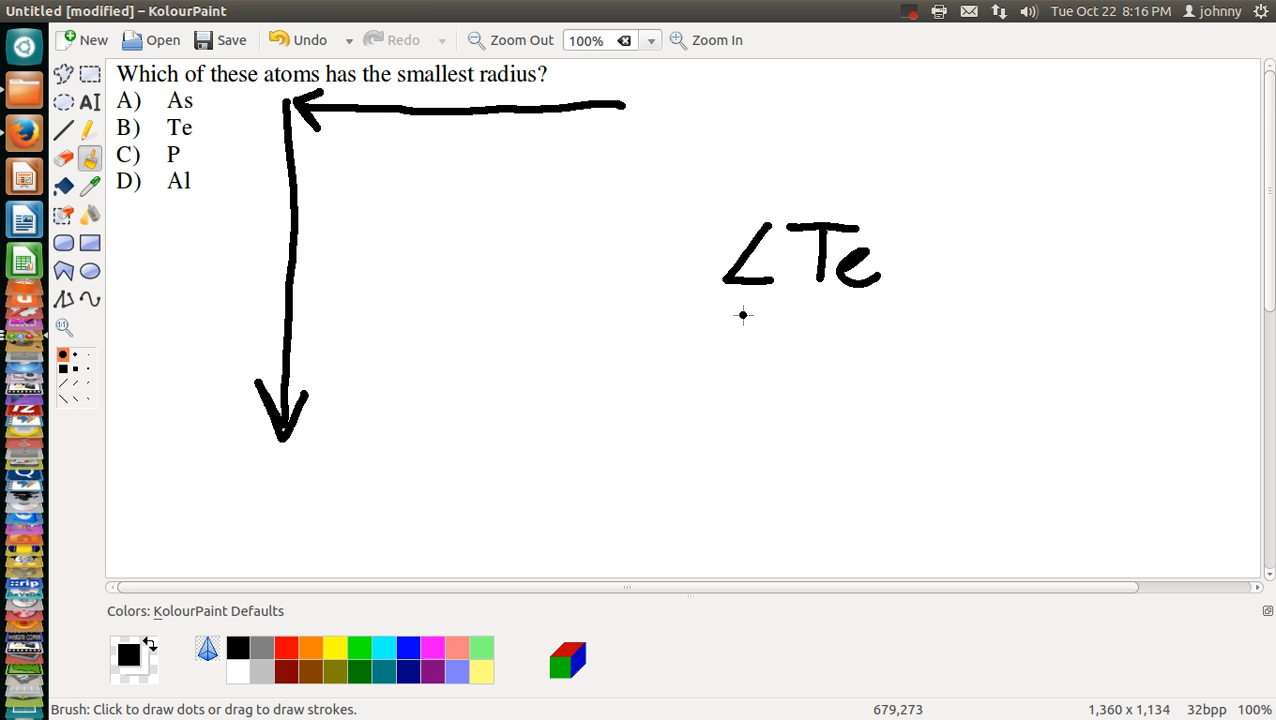 Untitled [modified] – KolourPaint
Tue Oct 22 8:16 PM johnny
New Open Save Undo Redo Zoom Out 100% Zoom In
Which of these atoms has the smallest radius?
A) As
B) Te
C) P
D) Al
< Te
Colors: KolourPaint Defaults
Brush: Click to draw dots or drag to draw strokes.
679,273 1,360 x 1,134 32bpp 100%